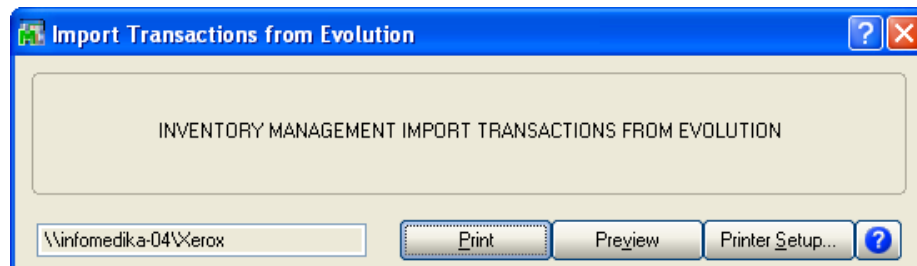 Import Transactions from Evolution
INVENTORY MANAGEMENT IMPORT TRANSACTIONS FROM EVOLUTION
\\infomedika-04\Xerox
Print Preview Printer Setup...